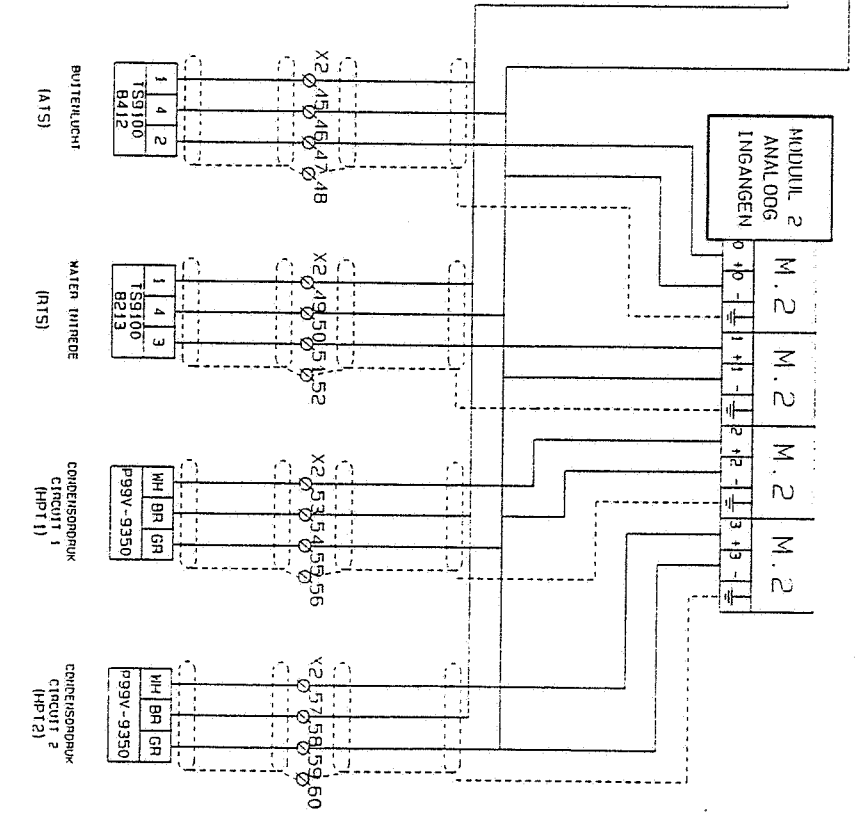 MODUUL 2
ANALOOG
INGANGEN
M.2
M.2
M.2
M.2
0 +
0 -
1 +
1 -
2 +
2 -
3 +
3 -
X2
45
46
47
48
1
4
2
TS9100
B412
BUITENLUCHT
(ATS)
X2
49
50
51
52
1
4
3
TS9100
B213
WATER INTREDE
(RTS)
X2
53
54
55
56
WH
BR
GR
P99V-9350
CONDENSORDRUK
CIRCUIT 1
(HPT1)
X2
57
58
59
60
WH
BR
GR
P99V-9350
CONDENSORDRUK
CIRCUIT 2
(HPT2)